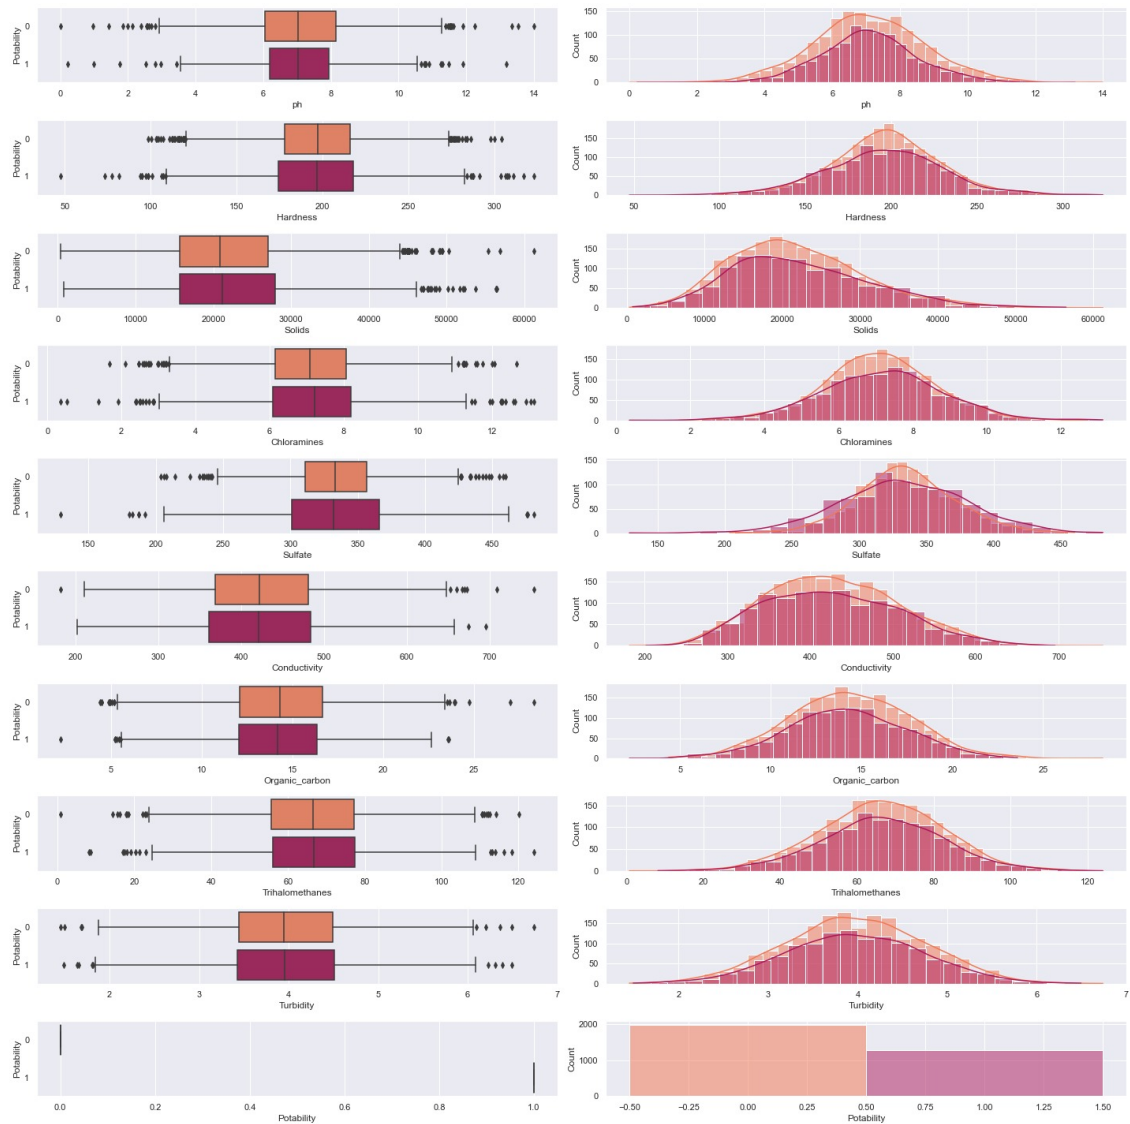 Potability 0 1
0 2 4 6 8 10 12 14
ph
Count 150 100 50 0
0 2 4 6 8 10 12 14
ph
Potability 0 1
50 100 150 200 250 300
Hardness
Count 150 100 50 0
50 100 150 200 250 300
Hardness
Potability 0 1
0 10000 20000 30000 40000 50000 60000
Solids
Count 150 100 50 0
0 10000 20000 30000 40000 50000 60000
Solids
Potability 0 1
0 2 4 6 8 10 12
Chloramines
Count 150 100 50 0
0 2 4 6 8 10 12
Chloramines
Potability 0 1
150 200 250 300 350 400 450
Sulfate
Count 150 100 50 0
150 200 250 300 350 400 450
Sulfate
Potability 0 1
200 300 400 500 600 700
Conductivity
Count 150 100 50 0
200 300 400 500 600 700
Conductivity
Potability 0 1
5 10 15 20 25
Organic_carbon
Count 150 100 50 0
5 10 15 20 25
Organic_carbon
Potability 0 1
0 20 40 60 80 100 120
Trihalomethanes
Count 150 100 50 0
0 20 40 60 80 100 120
Trihalomethanes
Potability 0 1
2 3 4 5 6 7
Turbidity
Count 150 100 50 0
2 3 4 5 6 7
Turbidity
Potability 0 1
0.0 0.2 0.4 0.6 0.8 1.0
Potability
Count 2000 1000 0
−0.50 −0.25 0.00 0.25 0.50 0.75 1.00 1.25 1.50
Potability